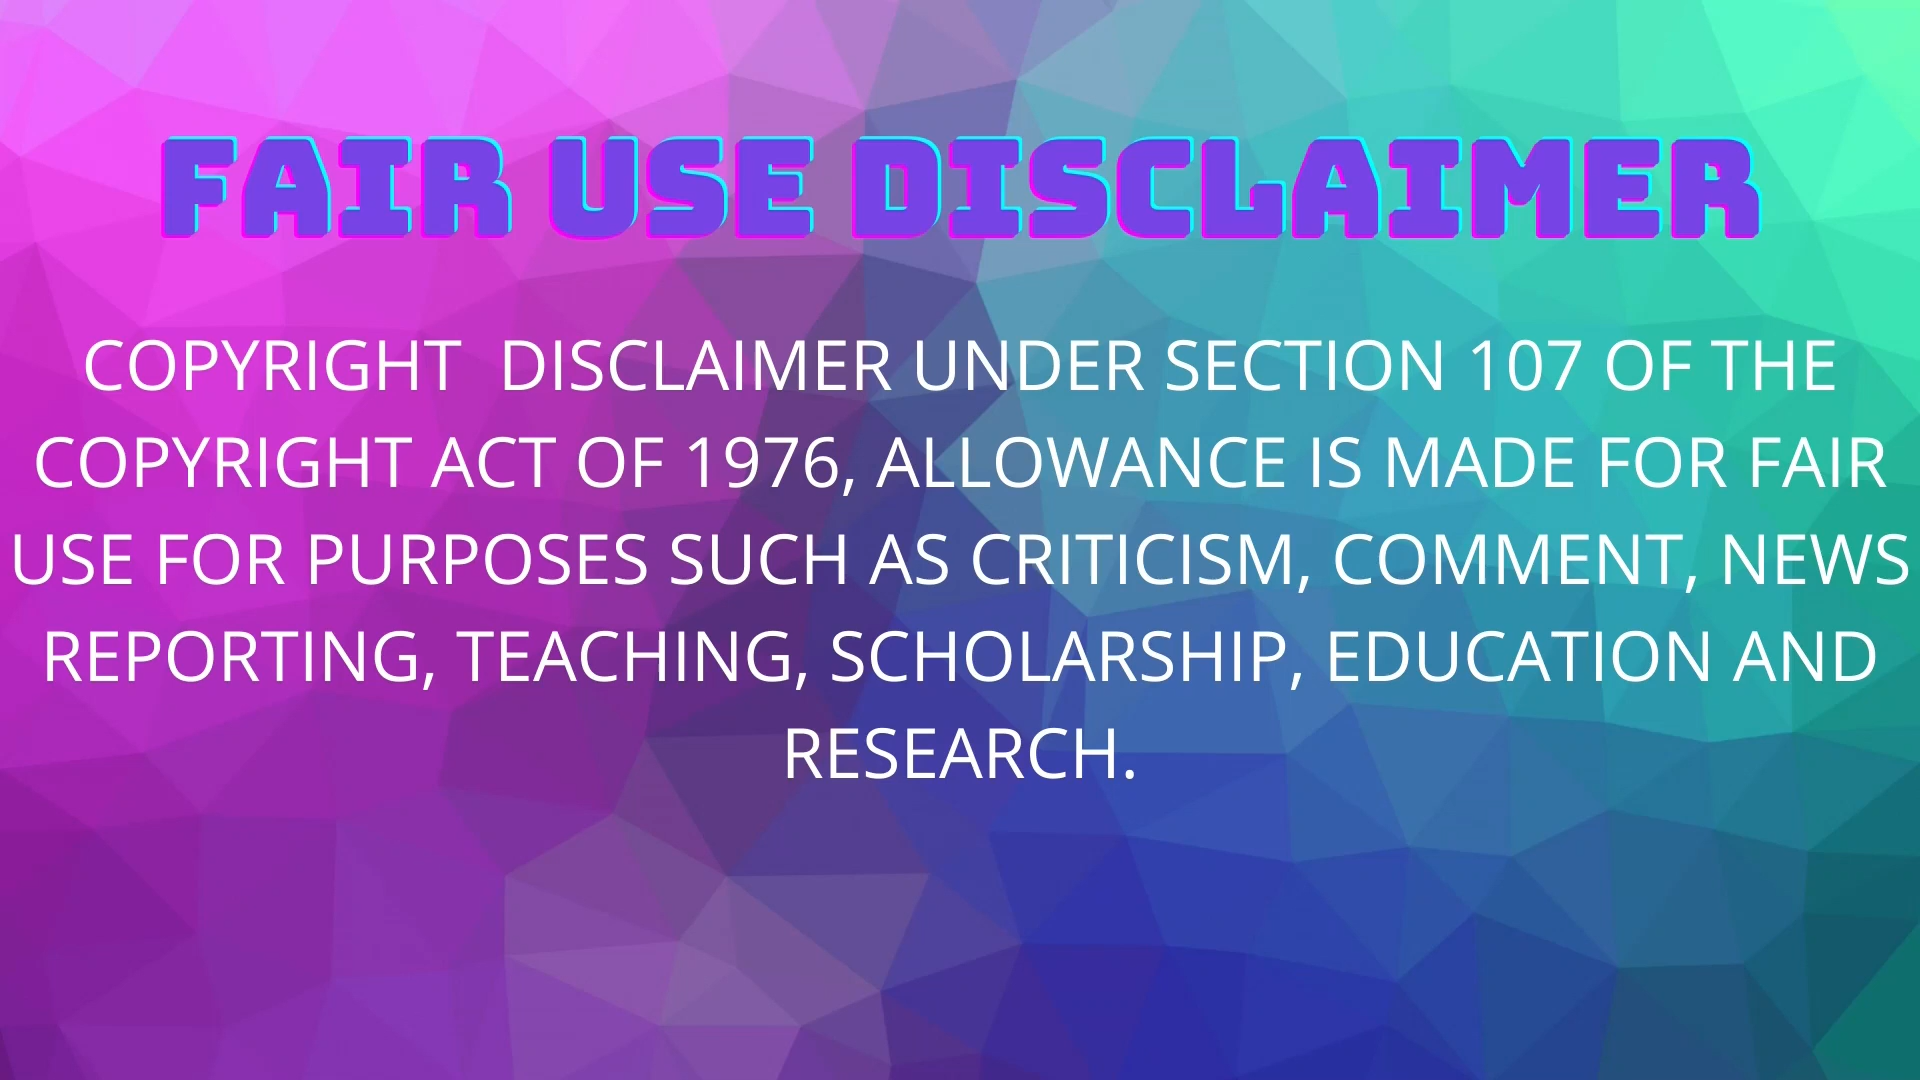 FAIR USE DISCLAIMER
COPYRIGHT DISCLAIMER UNDER SECTION 107 OF THE
COPYRIGHT ACT OF 1976, ALLOWANCE IS MADE FOR FAIR
USE FOR PURPOSES SUCH AS CRITICISM, COMMENT, NEWS
REPORTING, TEACHING, SCHOLARSHIP, EDUCATION AND
RESEARCH.